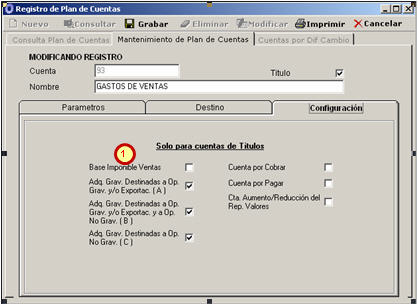 Registro de Plan de Cuentas
Nuevo Consultar Grabar Eliminar Modificar Imprimir Cancelar
Consulta Plan de Cuentas Mantenimiento de Plan de Cuentas Cuentas por Dif Cambio
MODIFICANDO REGISTRO
Cuenta 93 Título
Nombre GASTOS DE VENTAS
Parametros Destino Configuración
Solo para cuentas de Titulos
1
Base Imponible Ventas Cuenta por Cobrar
Adq. Grav. Destinadas a Op. Cuenta por Pagar
Grav. y/o Exportac. ( A )
Adq. Grav. Destinadas a Op. Cta. Aumento/Reducción del
Grav. y/o Exportac. y a Op. Rep. Valores
No Grav. ( B )
Adq. Grav. Destinadas a Op.
No Grav. ( C )